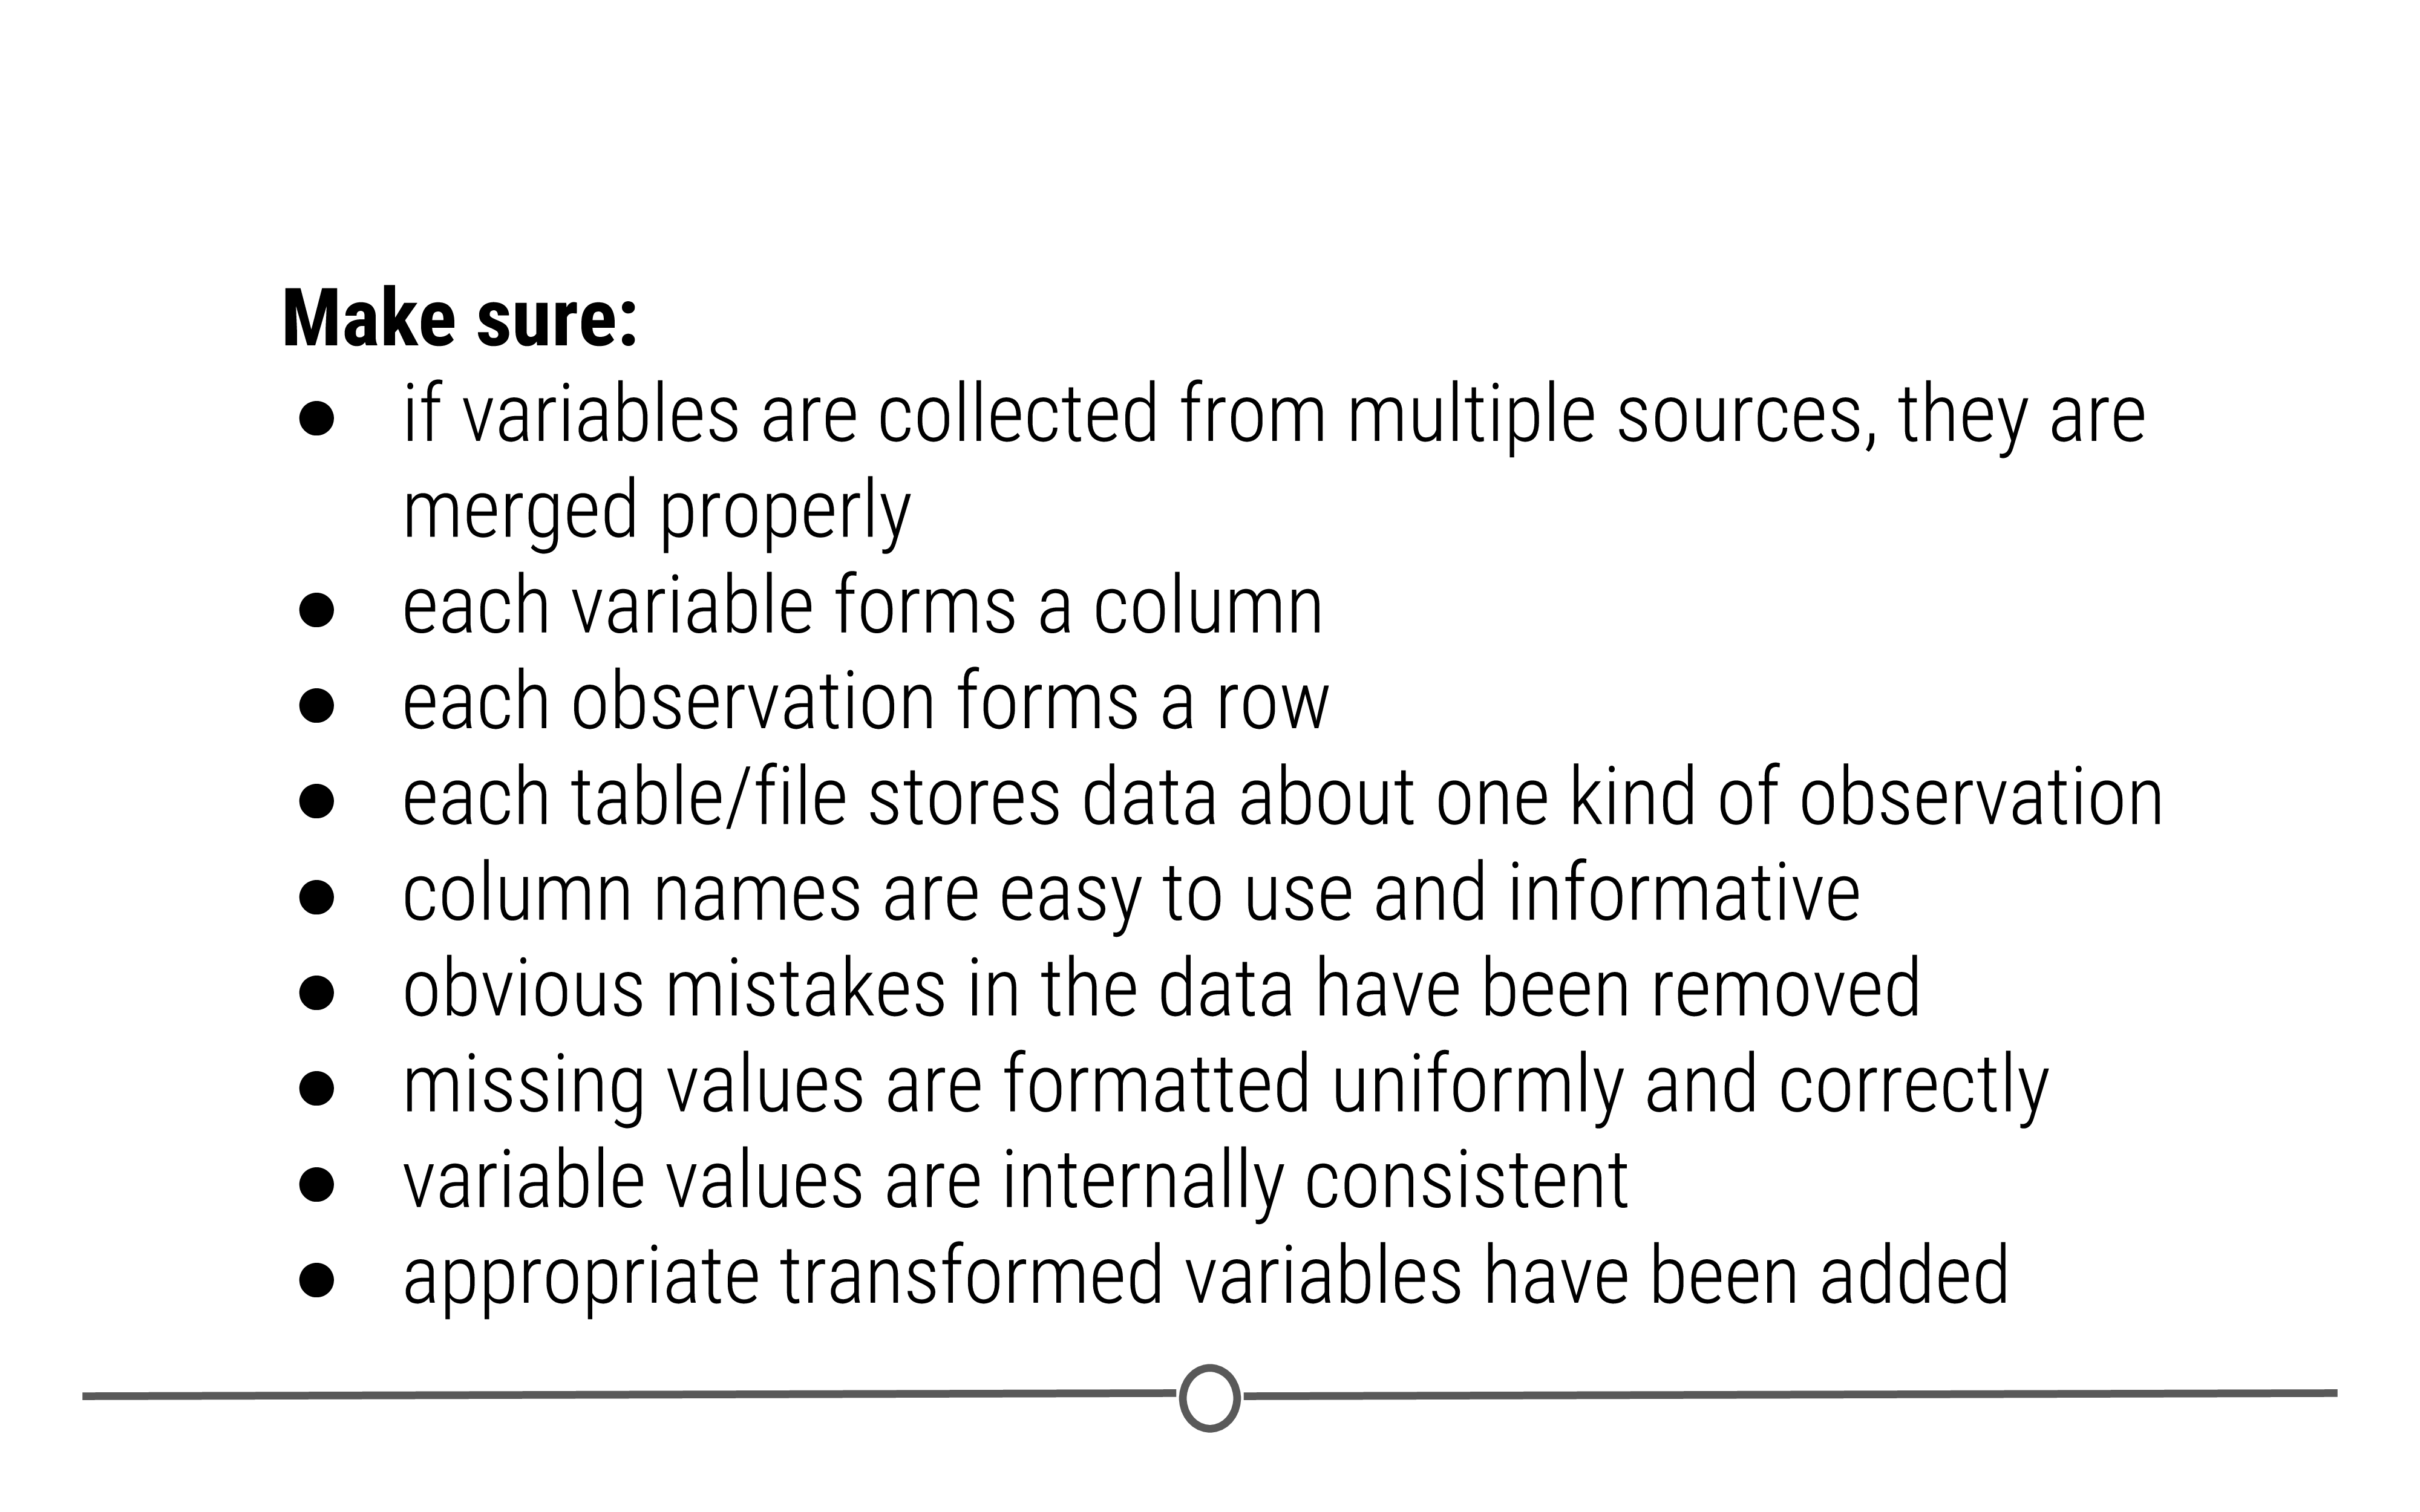 Make sure:
● if variables are collected from multiple sources, they are
merged properly
● each variable forms a column
● each observation forms a row
● each table/file stores data about one kind of observation
● column names are easy to use and informative
● obvious mistakes in the data have been removed
● missing values are formatted uniformly and correctly
● variable values are internally consistent
● appropriate transformed variables have been added